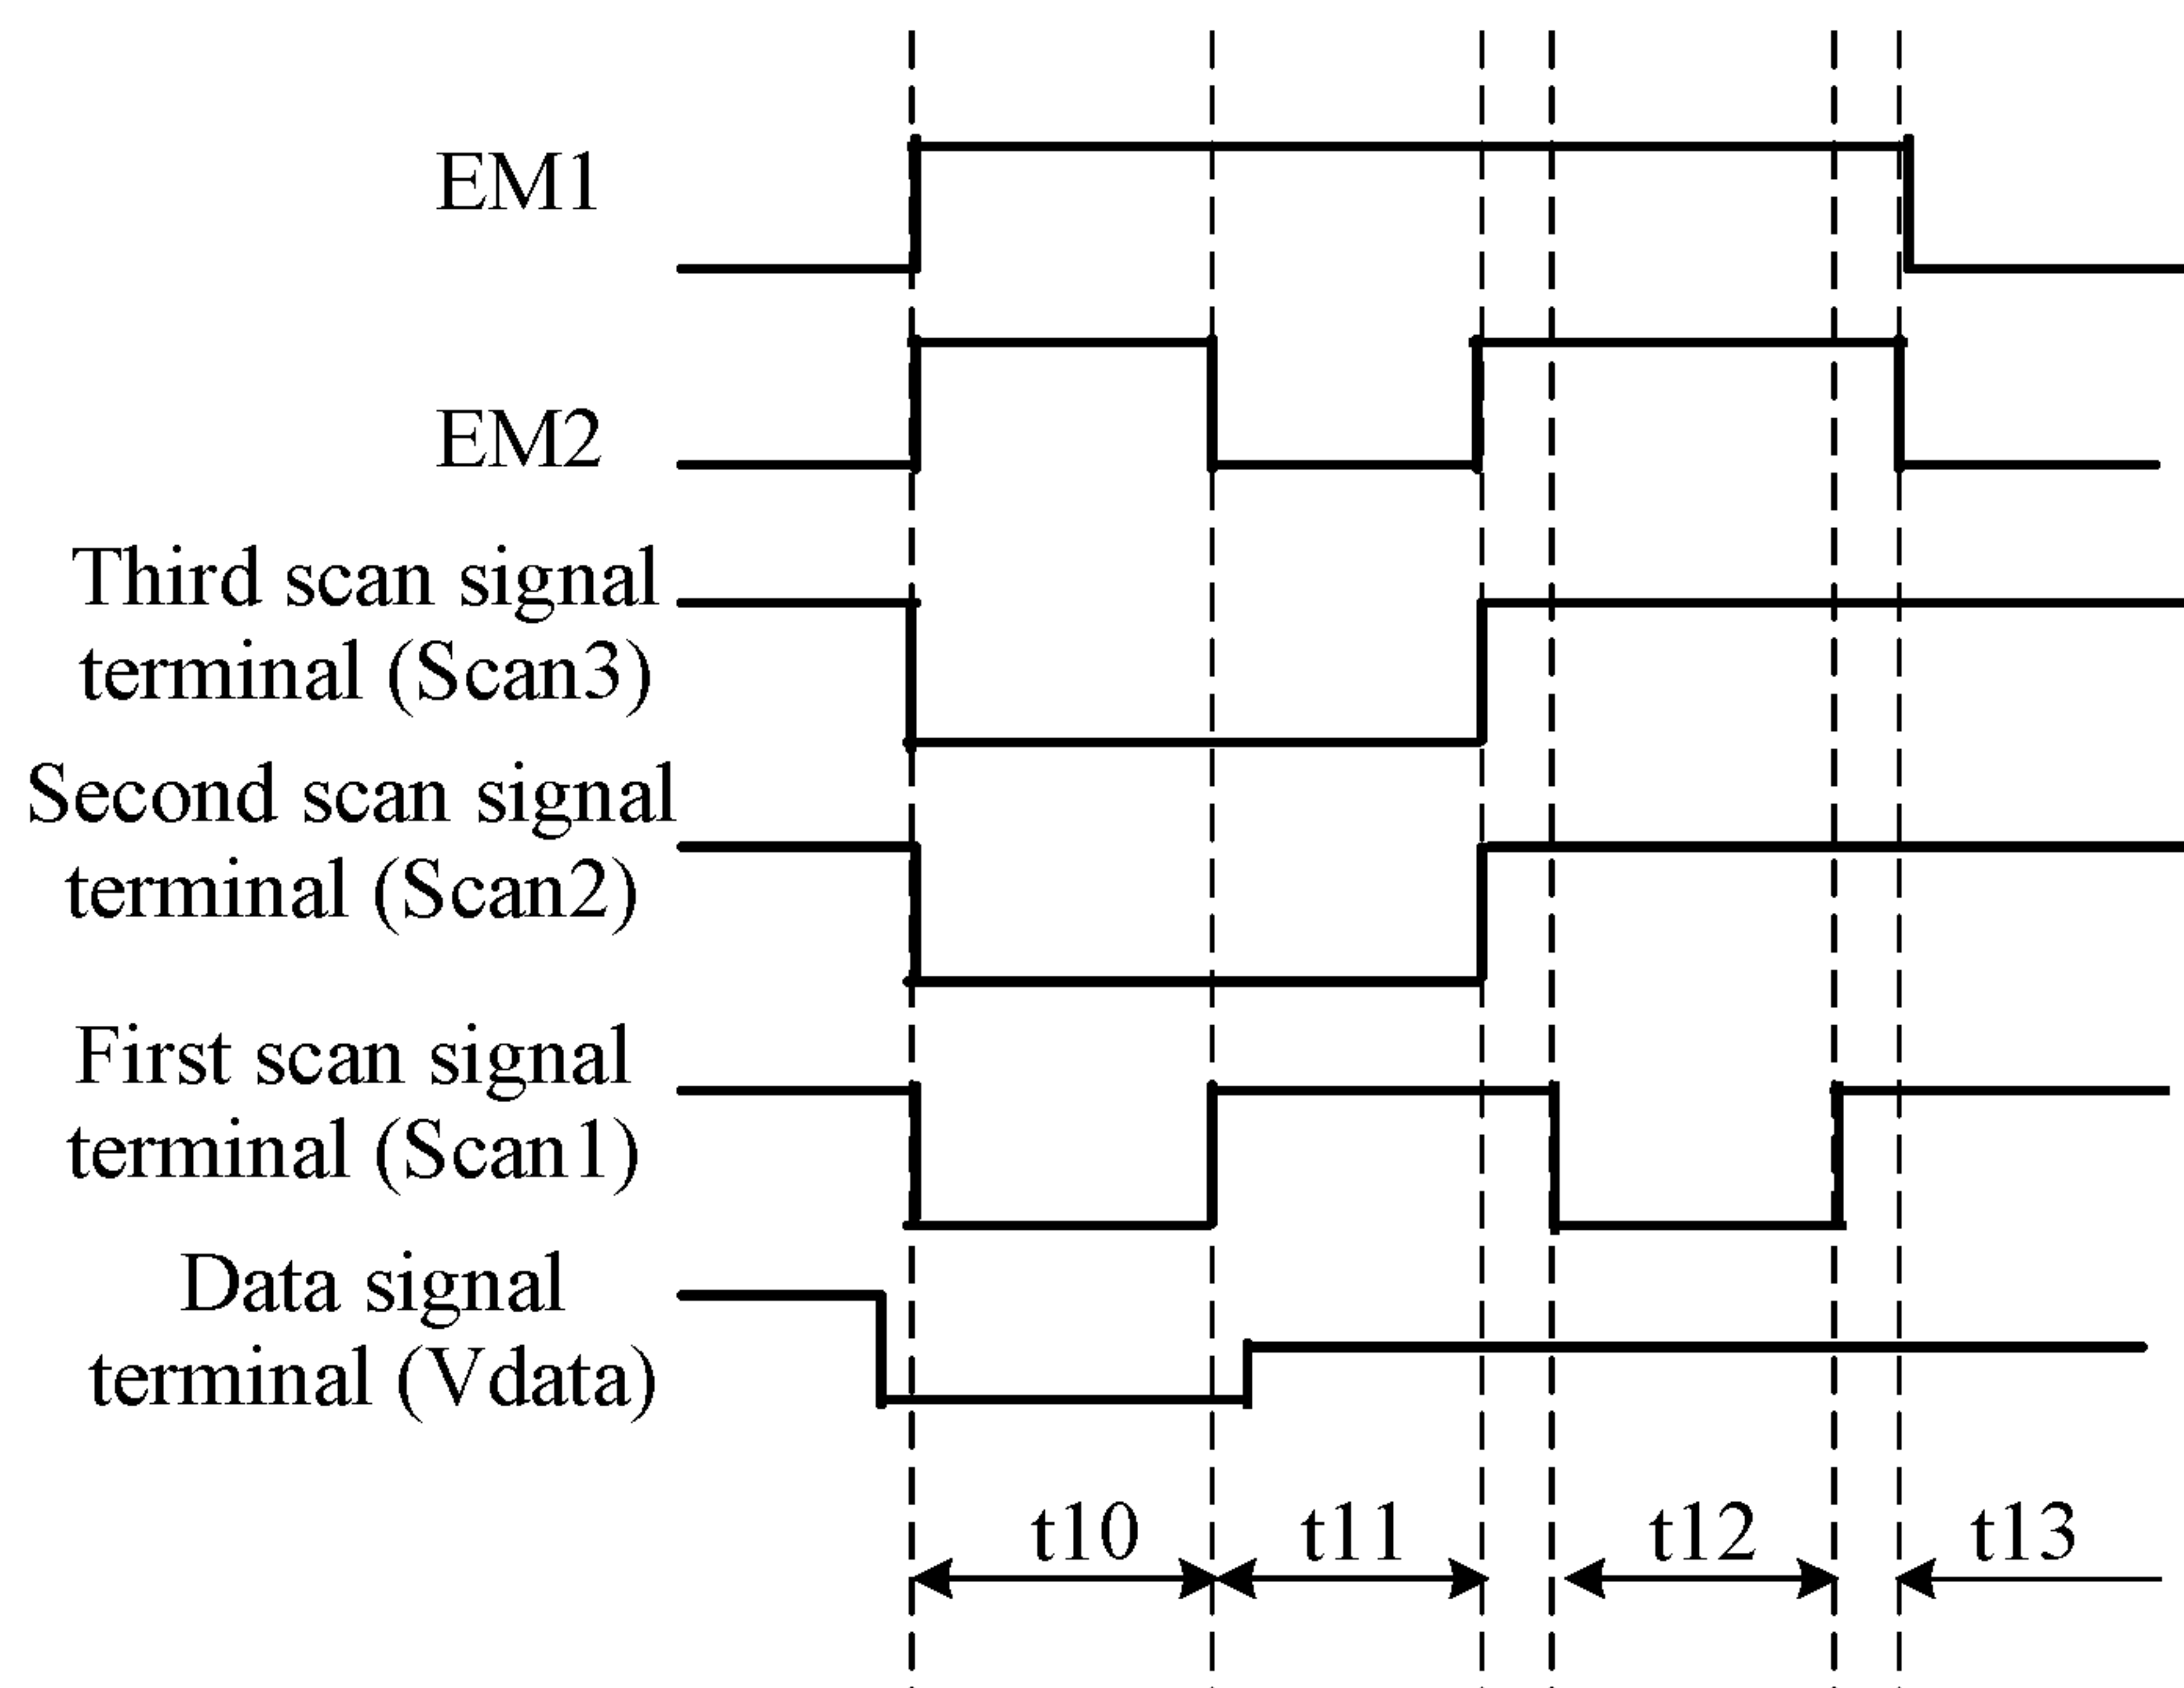 EM1
EM2
Third scan signal
terminal (Scan3)
Second scan signal
terminal (Scan2)
First scan signal
terminal (Scan1)
Data signal
terminal (Vdata)
t10 t11 t12 t13